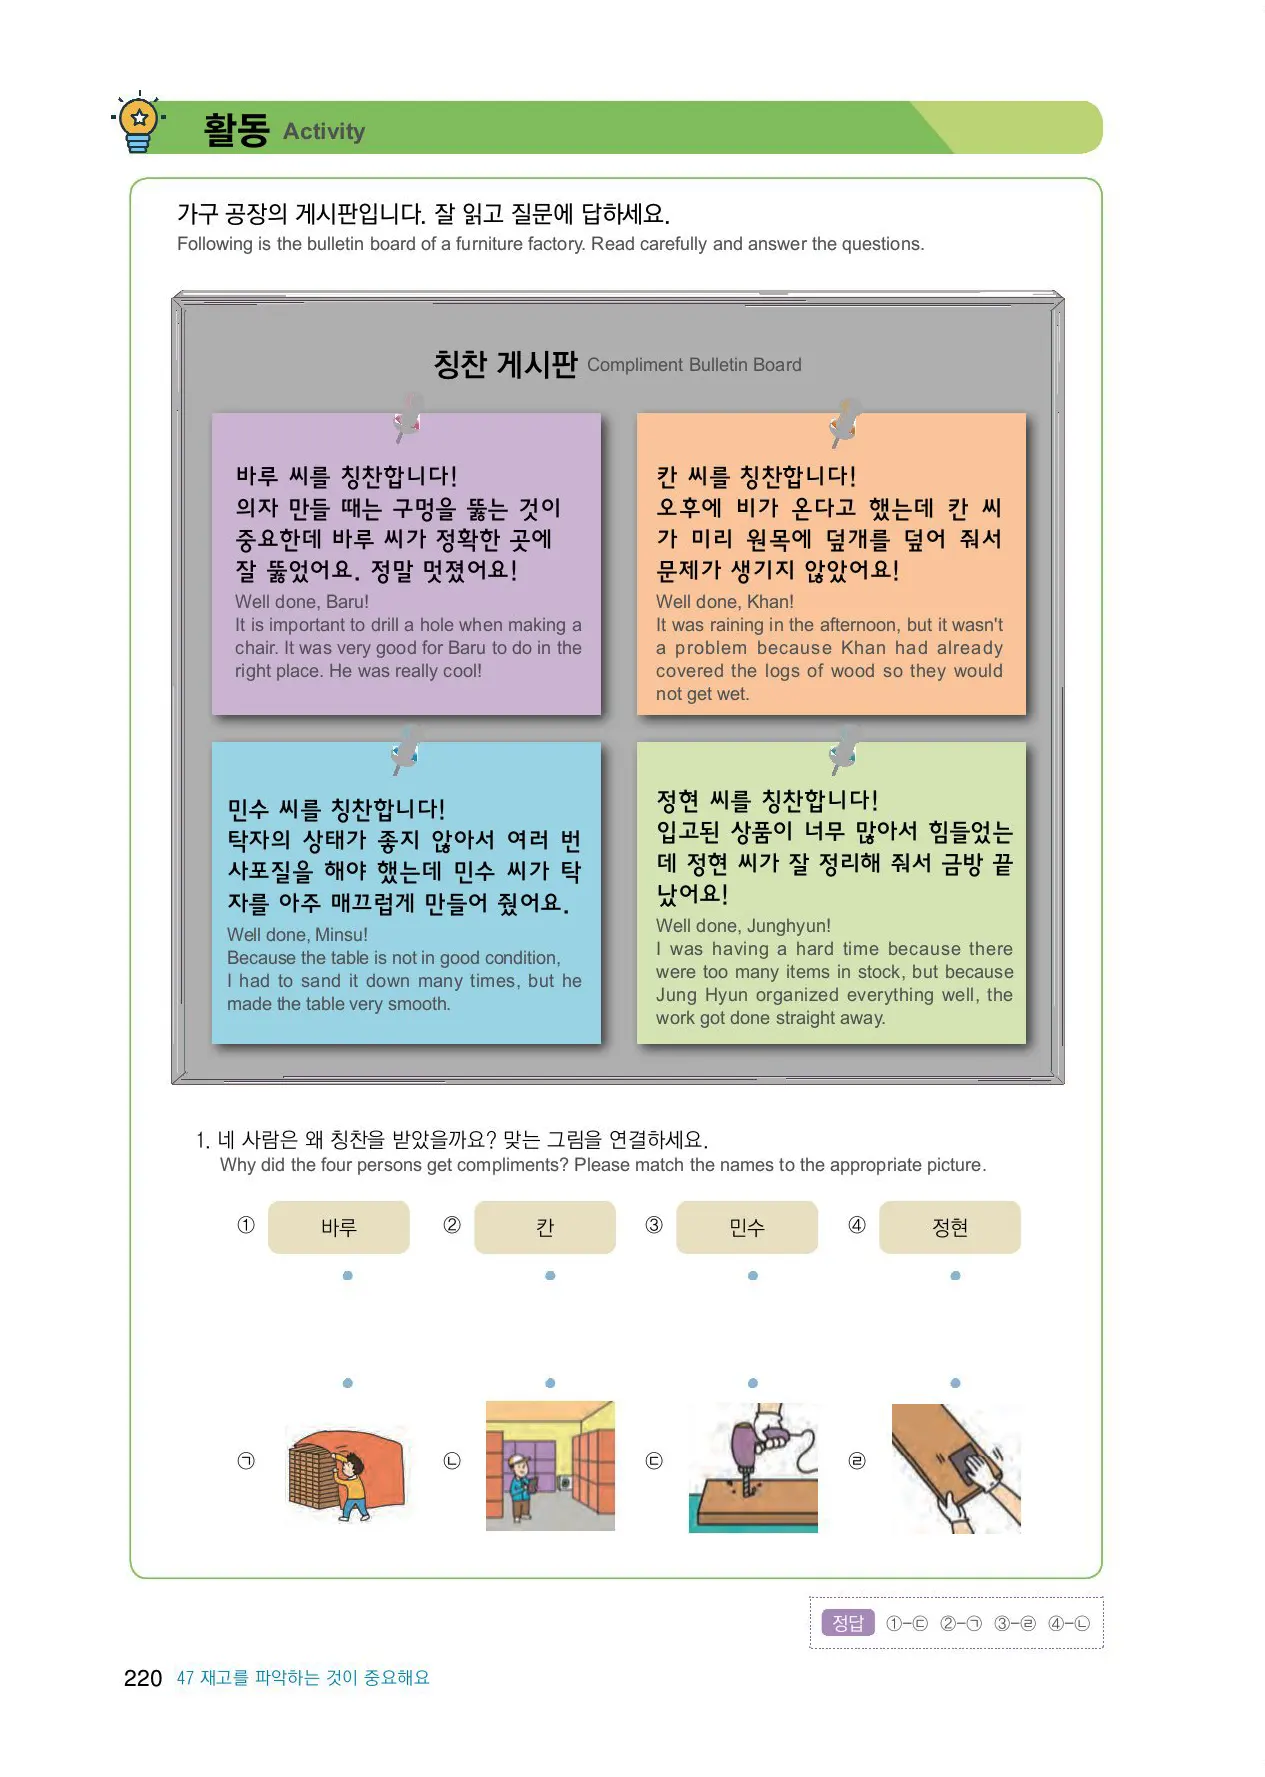 활동 Activity
가구 공장의 게시판입니다. 잘 읽고 질문에 답하세요.
Following is the bulletin board of a furniture factory. Read carefully and answer the questions.
칭찬 게시판 Compliment Bulletin Board
바루 씨를 칭찬합니다!
의자 만들 때는 구멍을 뚫는 것이
중요한데 바루 씨가 정확한 곳에
잘 뚫었어요. 정말 멋졌어요!
Well done, Baru!
It is important to drill a hole when making a
chair. It was very good for Baru to do in the
right place. He was really cool!
칸 씨를 칭찬합니다!
오후에 비가 온다고 했는데 칸 씨
가 미리 원목에 덮개를 덮어 줘서
문제가 생기지 않았어요!
Well done, Khan!
It was raining in the afternoon, but it wasn't
a problem because Khan had already
covered the logs of wood so they would
not get wet.
민수 씨를 칭찬합니다!
탁자의 상태가 좋지 않아서 여러 번
사포질을 해야 했는데 민수 씨가 탁
자를 아주 매끄럽게 만들어 줬어요.
Well done, Minsu!
Because the table is not in good condition,
I had to sand it down many times, but he
made the table very smooth.
정현 씨를 칭찬합니다!
입고된 상품이 너무 많아서 힘들었는
데 정현 씨가 잘 정리해 줘서 금방 끝
났어요!
Well done, Junghyun!
I was having a hard time because there
were too many items in stock, but because
Jung Hyun organized everything well, the
work got done straight away.
1. 네 사람은 왜 칭찬을 받았을까요? 맞는 그림을 연결하세요.
Why did the four persons get compliments? Please match the names to the appropriate picture.
① 바루 ② 칸 ③ 민수 ④ 정현
㉠ ㉡ ㉢ ㉣
정답 ①-㉢ ②-㉠ ③-㉣ ④-㉡
220 47 재고를 파악하는 것이 중요해요